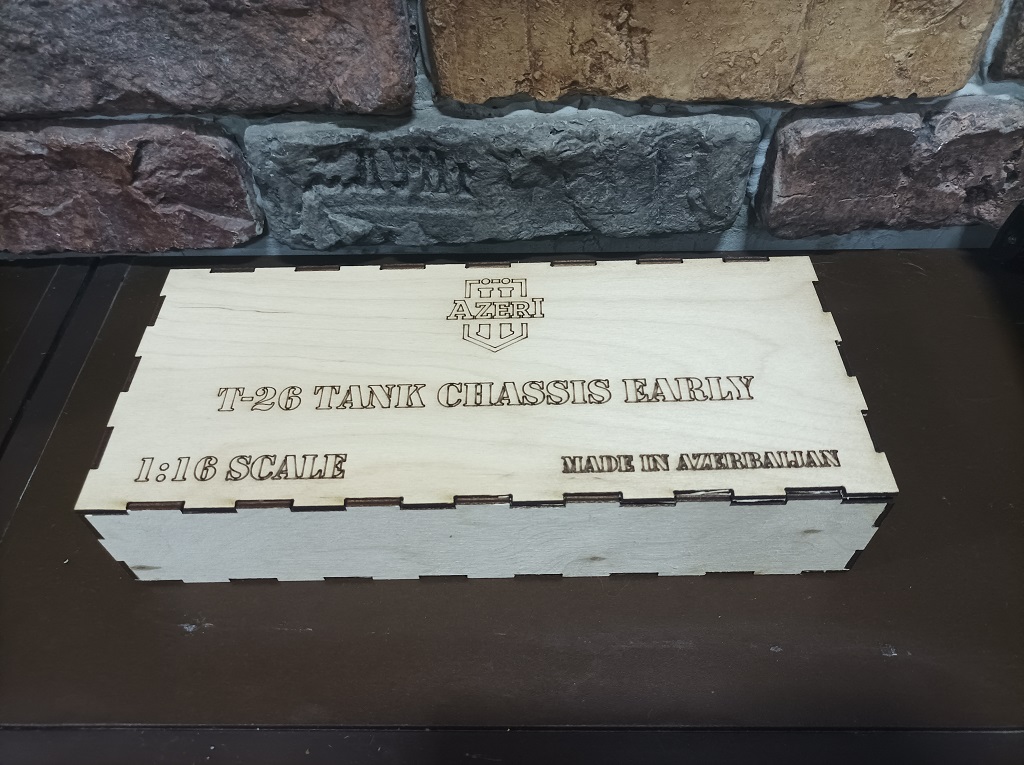 AZERI
T-26 TANK CHASSIS EARLY
1:16 SCALE
MADE IN AZERBAIJAN